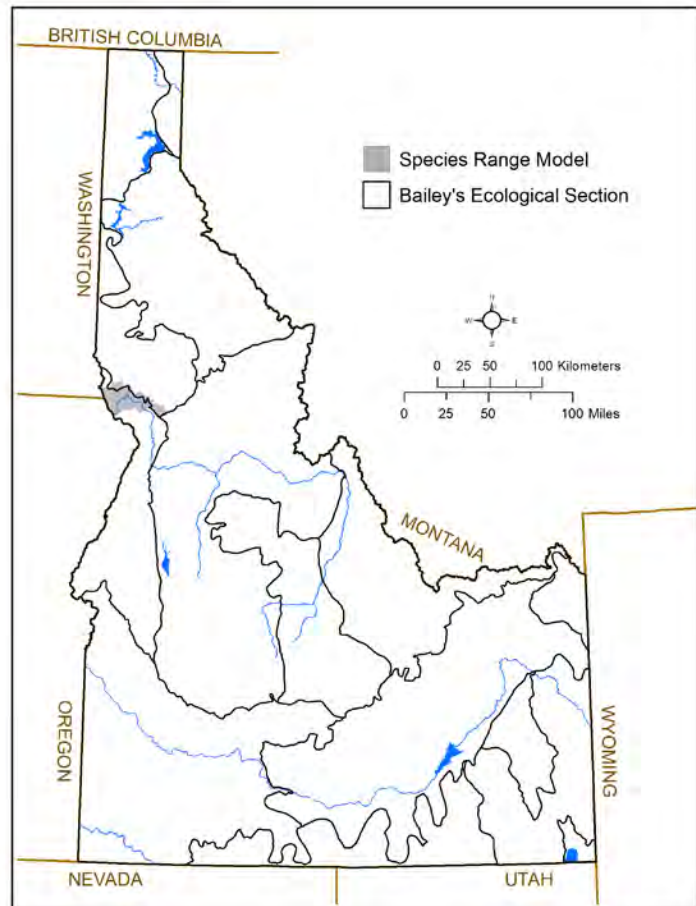 BRITISH COLUMBIA
WASHINGTON
Species Range Model
Bailey's Ecological Section
N
W E
S
0 25 50 100 Kilometers
0 25 50 100 Miles
MONTANA
OREGON
WYOMING
NEVADA
UTAH